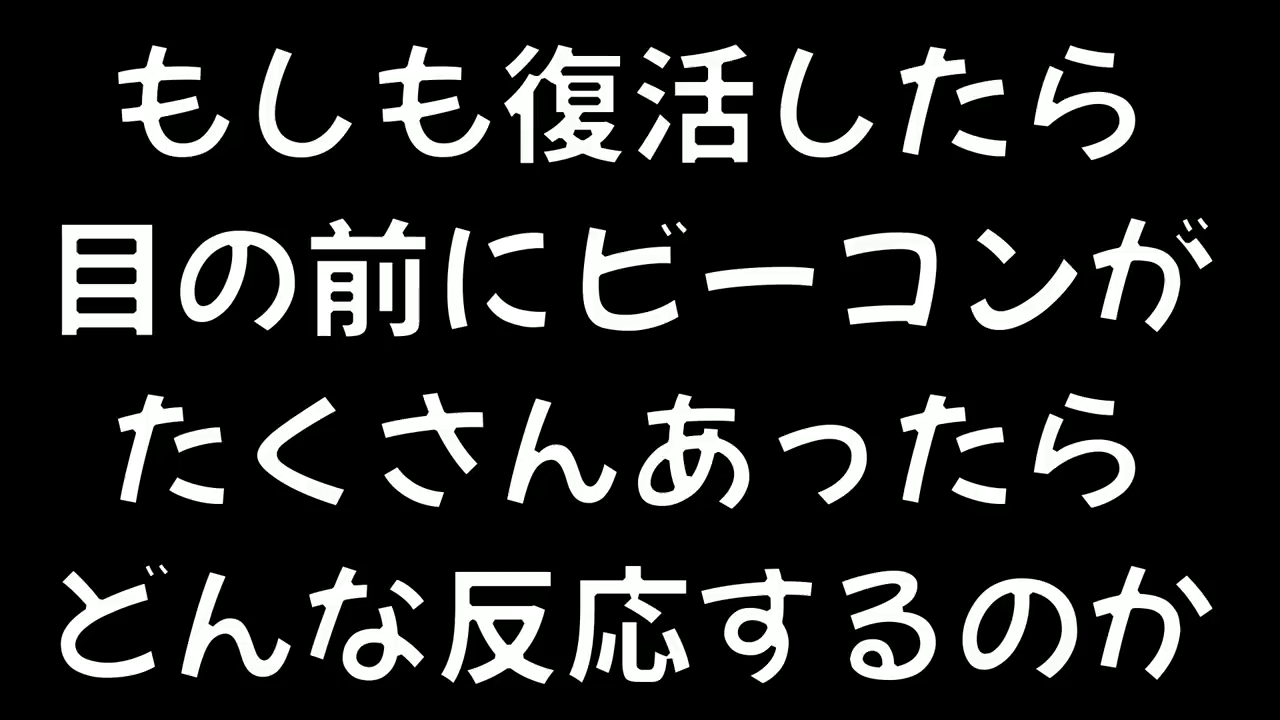 もしも復活したら
目の前にビーコンが
たくさんあったら
どんな反応するのか